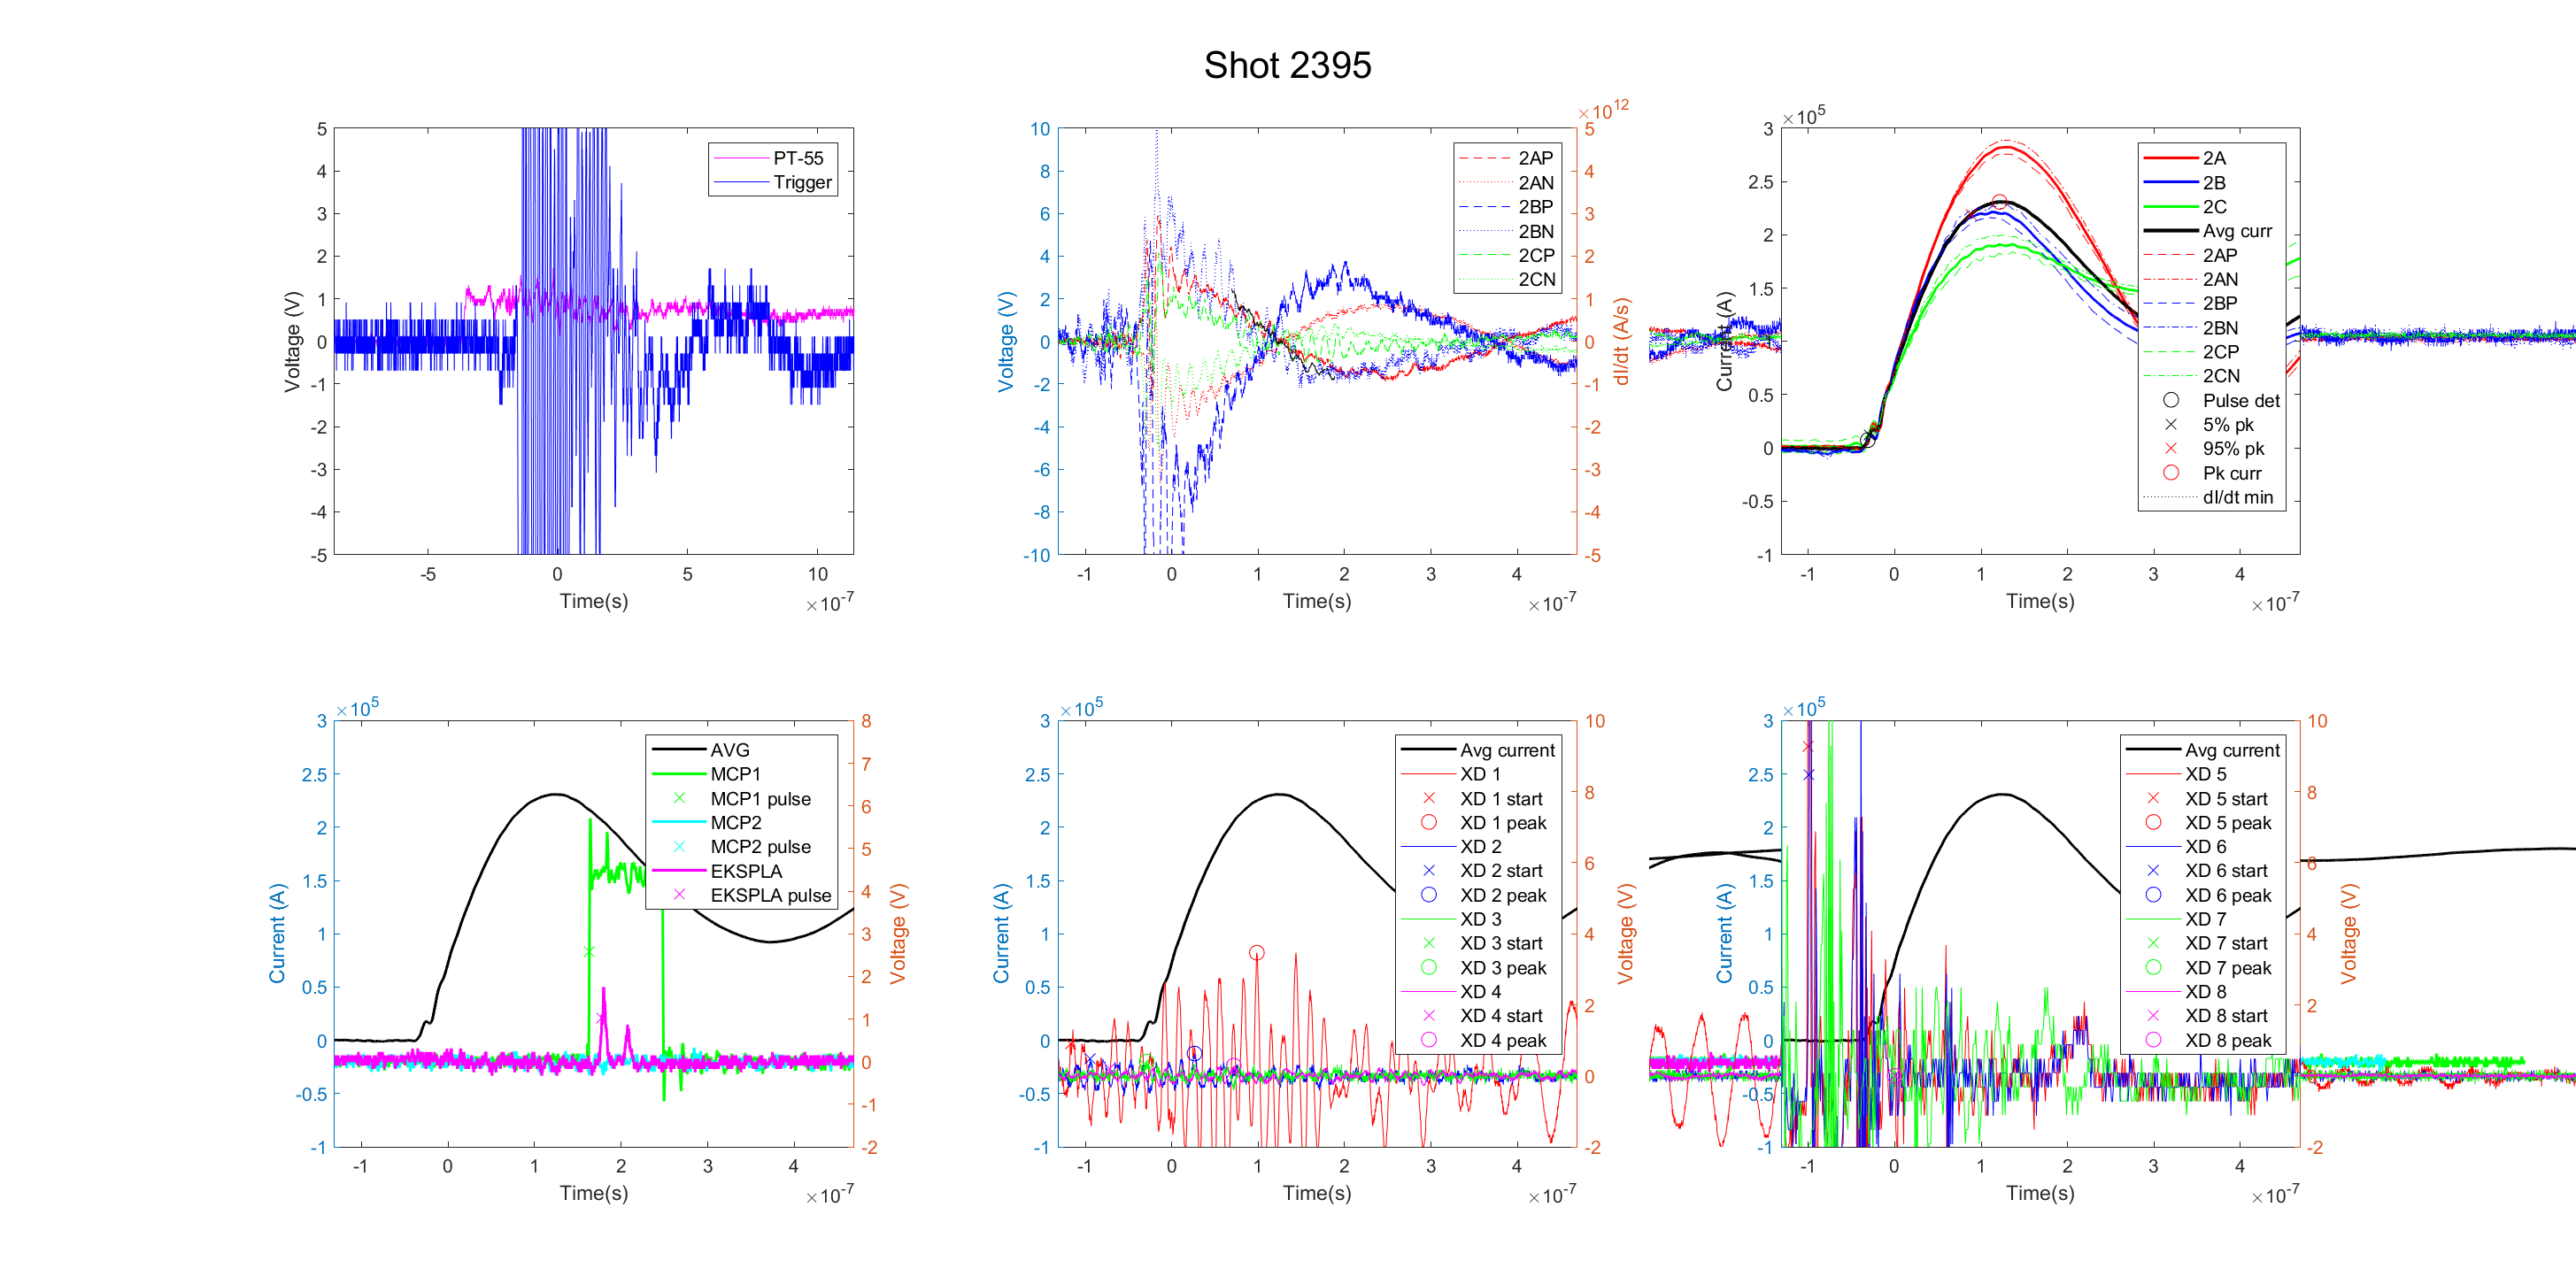 Shot 2395
5
4
3
2
1
0
-1
-2
-3
-4
-5
Voltage (V)
-5
0
5
10
Time(s)
×10-7
PT-55
Trigger
10
8
6
4
2
0
-2
-4
-6
-8
-10
Voltage (V)
-1
0
1
2
3
4
Time(s)
×10-7
×1012
5
4
3
2
1
0
-1
-2
-3
-4
-5
dI/dt (A/s)
2AP
2AN
2BP
2BN
2CP
2CN
×105
3
2.5
2
1.5
1
0.5
0
-0.5
-1
Current (A)
-1
0
1
2
3
4
Time(s)
×10-7
2A
2B
2C
Avg curr
2AP
2AN
2BP
2BN
2CP
2CN
Pulse det
5% pk
95% pk
Pk curr
dI/dt min
×105
3
2.5
2
1.5
1
0.5
0
-0.5
-1
Current (A)
-1
0
1
2
3
4
Time(s)
×10-7
8
7
6
5
4
3
2
1
0
-1
-2
Voltage (V)
AVG
MCP1
MCP1 pulse
MCP2
MCP2 pulse
EKSPLA
EKSPLA pulse
×105
3
2.5
2
1.5
1
0.5
0
-0.5
-1
Current (A)
-1
0
1
2
3
4
Time(s)
×10-7
10
8
6
4
2
0
-2
Voltage (V)
Avg current
XD 1
XD 1 start
XD 1 peak
XD 2
XD 2 start
XD 2 peak
XD 3
XD 3 start
XD 3 peak
XD 4
XD 4 start
XD 4 peak
×105
3
2.5
2
1.5
1
0.5
0
-0.5
-1
Current (A)
-1
0
1
2
3
4
Time(s)
×10-7
10
8
6
4
2
0
-2
Voltage (V)
Avg current
XD 5
XD 5 start
XD 5 peak
XD 6
XD 6 start
XD 6 peak
XD 7
XD 7 start
XD 7 peak
XD 8
XD 8 start
XD 8 peak